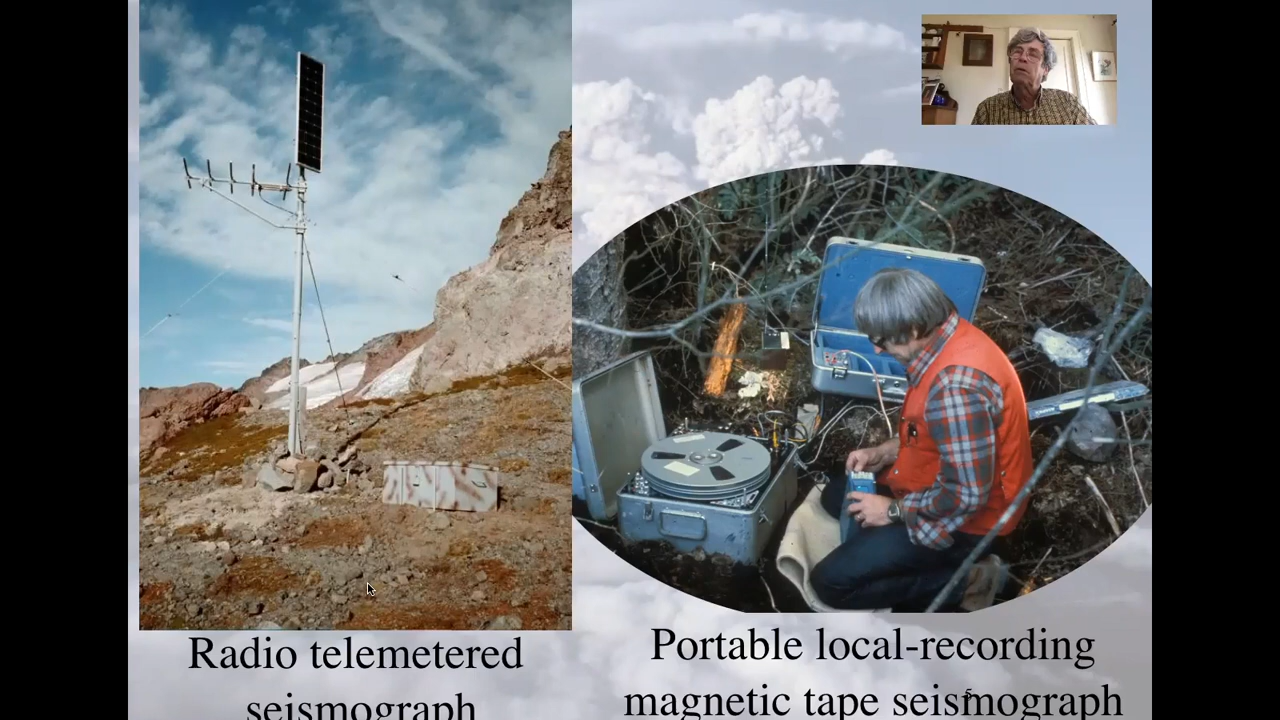 Radio telemetered
seismograph
Portable local-recording
magnetic tape seismograph